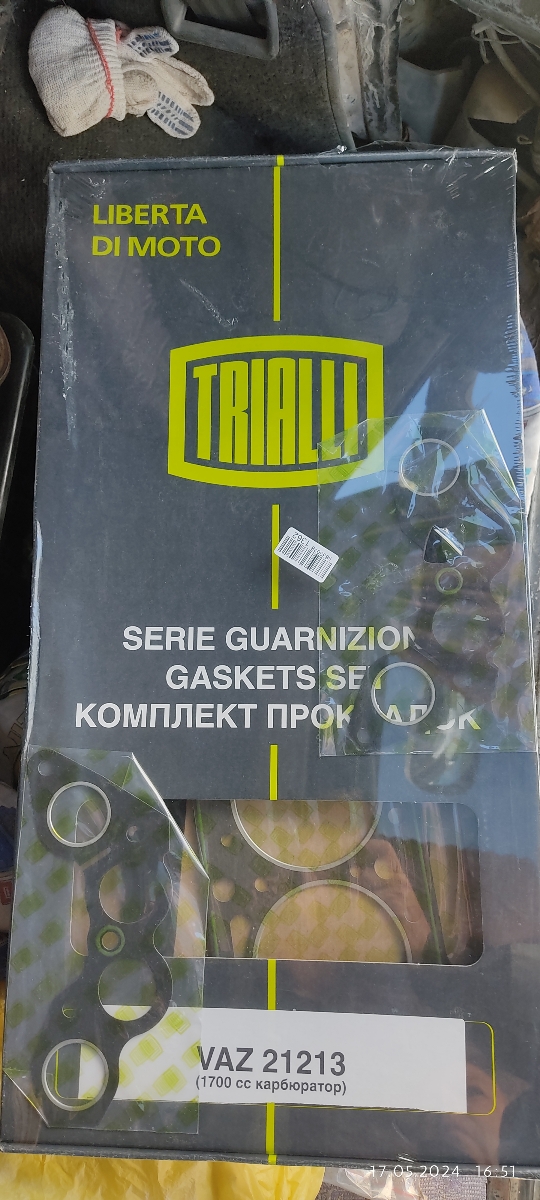 LIBERTA
DI MOTO
TRIALLI
SERIE GUARNIZION
GASKETS SE
КОМПЛЕКТ ПРОК АДОК
VAZ 21213
(1700 cc карбюратор)
17.05.2024 16:51